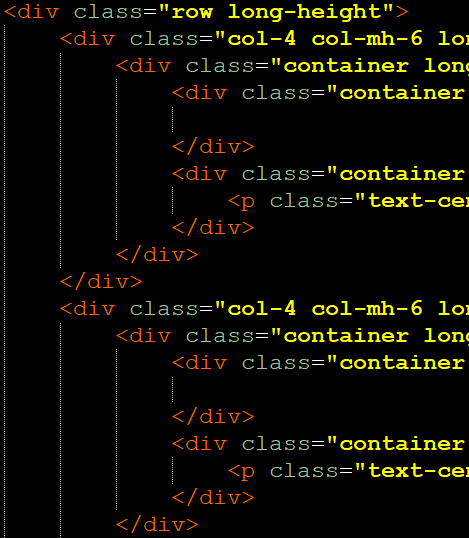 <div class="row long-height">
<div class="col-4 col-mh-6 lon
<div class="container long
<div class="container
</div>
<div class="container
<p class="text-cen
</div>
</div>
</div>
<div class="col-4 col-mh-6 lon
<div class="container long
<div class="container
</div>
<div class="container
<p class="text-cen
</div>
</div>